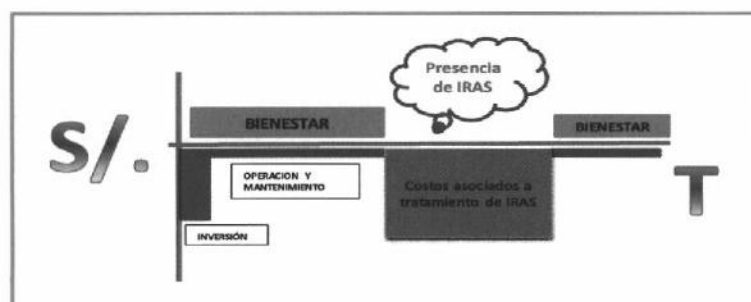 Presencia
de IRAS
S/.
BIENESTAR
BIENESTAR
OPERACION Y
MANTENIMIENTO
Costos asociados a
tratamiento de IRAS
T
INVERSIÓN